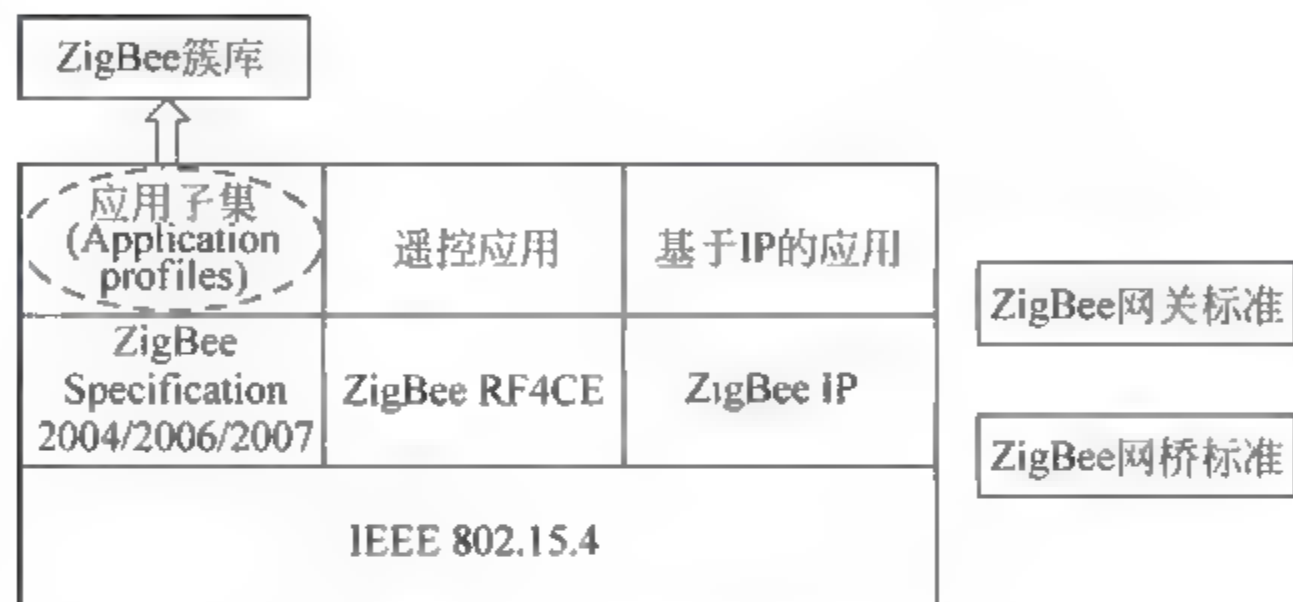 ZigBee簇库
应用子集
(Application
profiles)
遥控应用
基于IP的应用
ZigBee网关标准
ZigBee
Specification
2004/2006/2007
ZigBee RF4CE
ZigBee IP
ZigBee网桥标准
IEEE 802.15.4